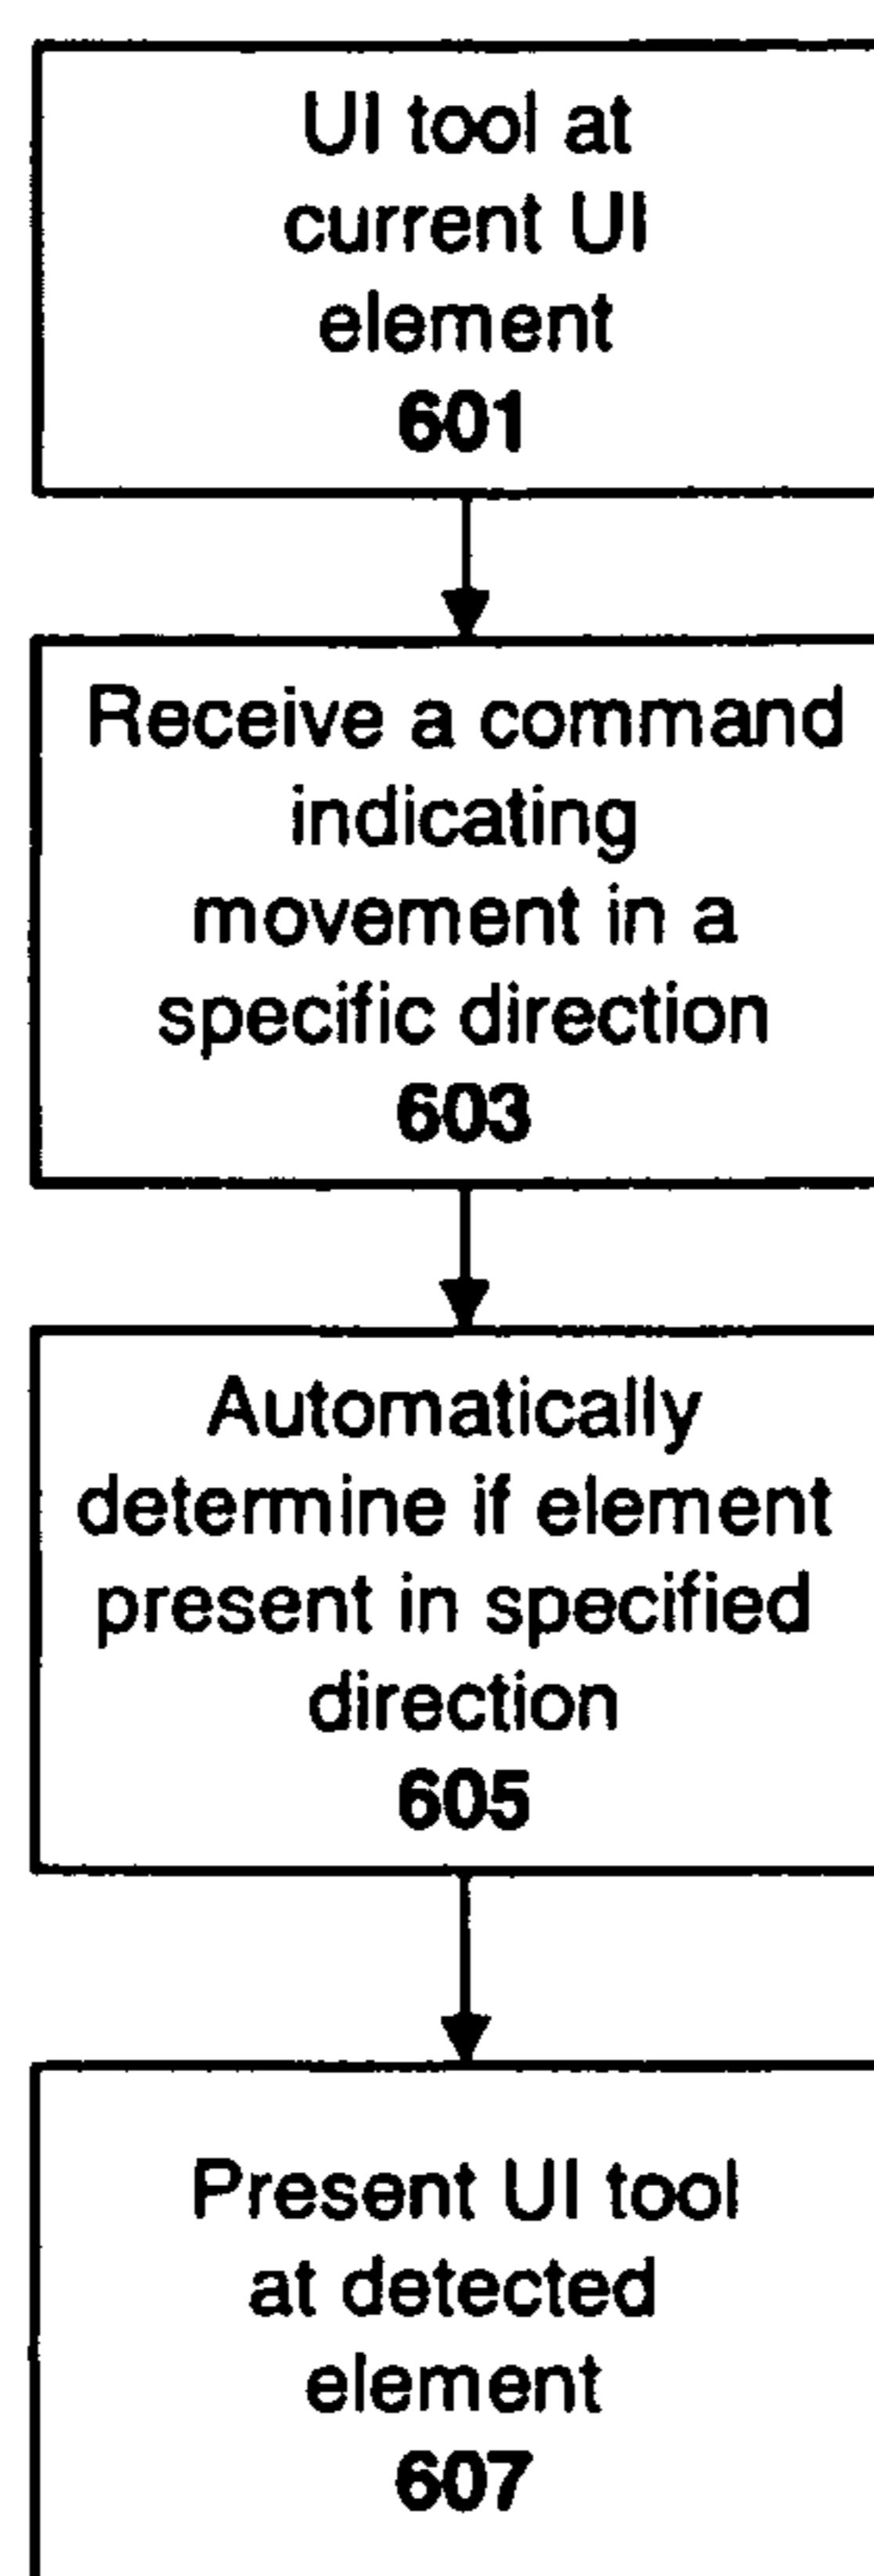 UI tool at
current UI
element
601
Receive a command
indicating
movement in a
specific direction
603
Automatically
determine if element
present in specified
direction
605
Present UI tool
at detected
element
607